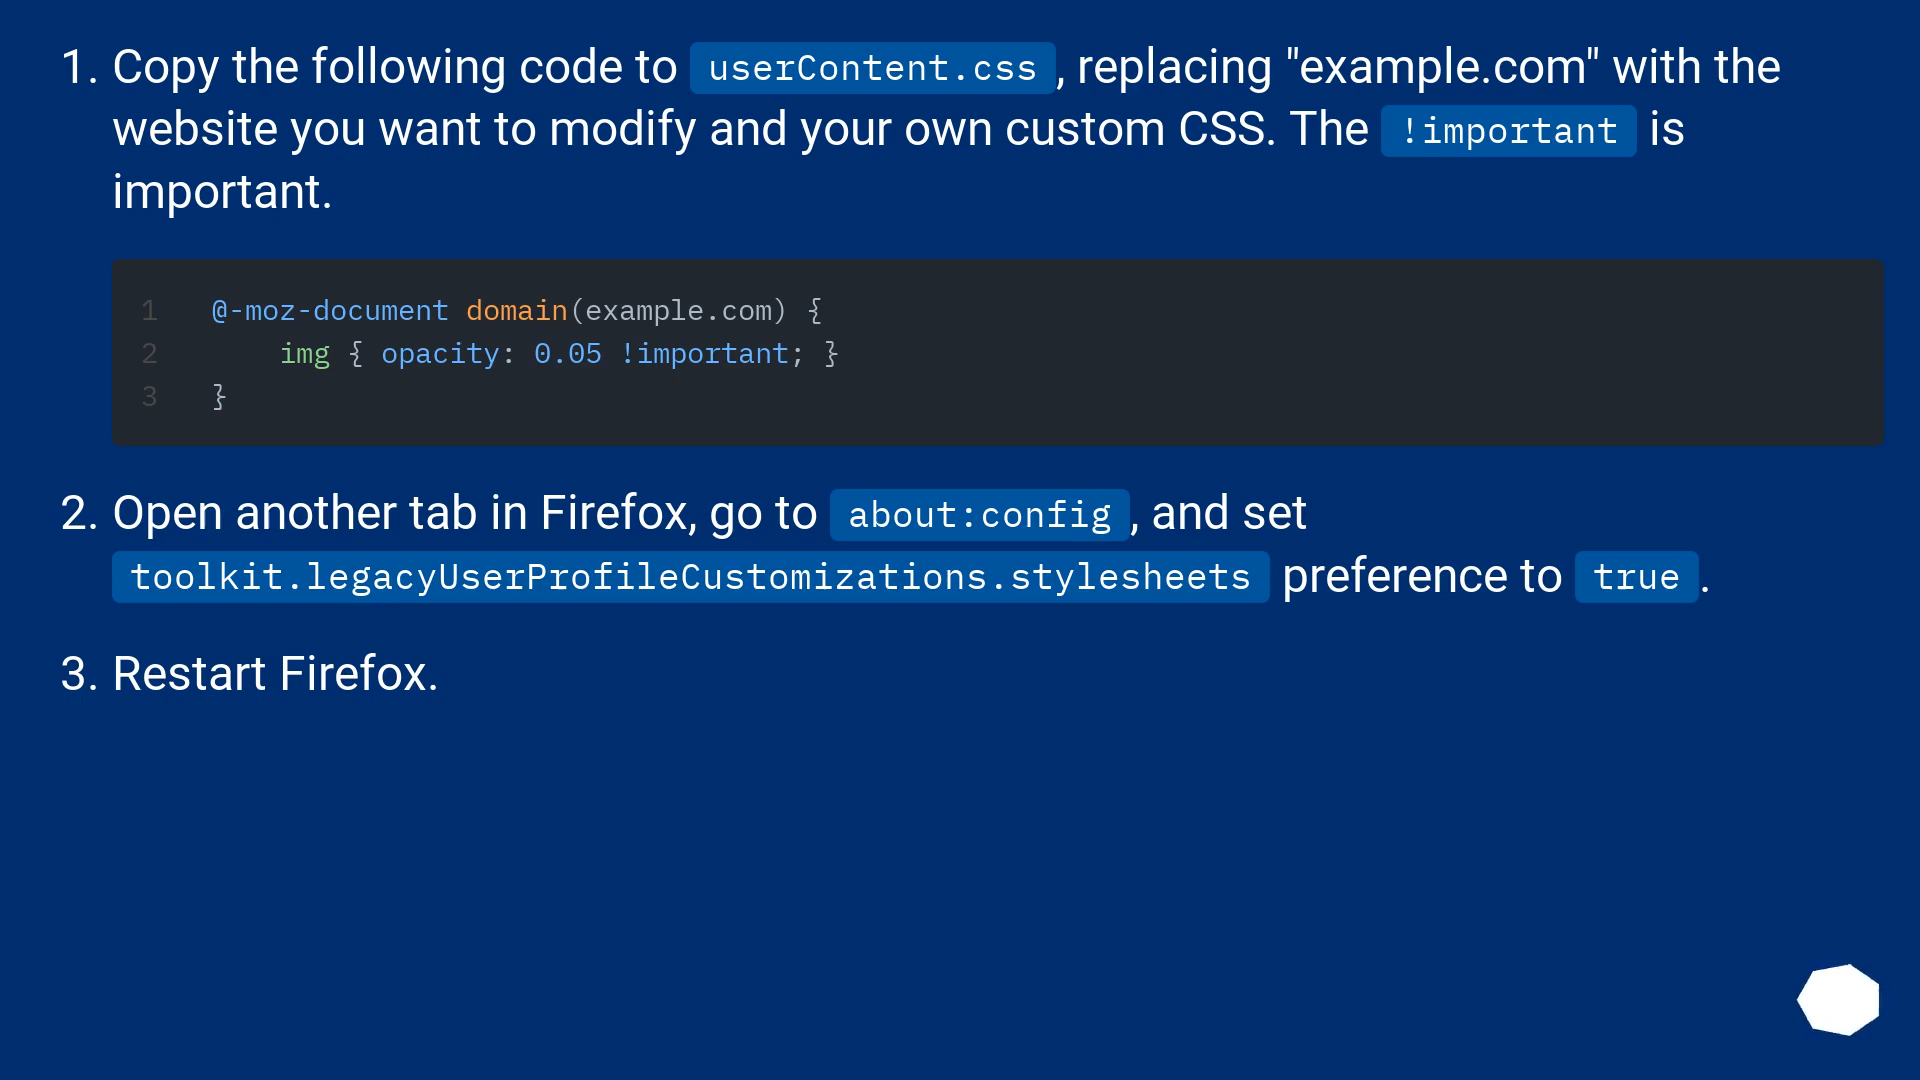 1. Copy the following code to userContent.css, replacing "example.com" with the
website you want to modify and your own custom CSS. The !important is
important.
1 @-moz-document domain(example.com) {
2 img { opacity: 0.05 !important; }
3 }
2. Open another tab in Firefox, go to about:config, and set
toolkit.legacyUserProfileCustomizations.stylesheets preference to true.
3. Restart Firefox.